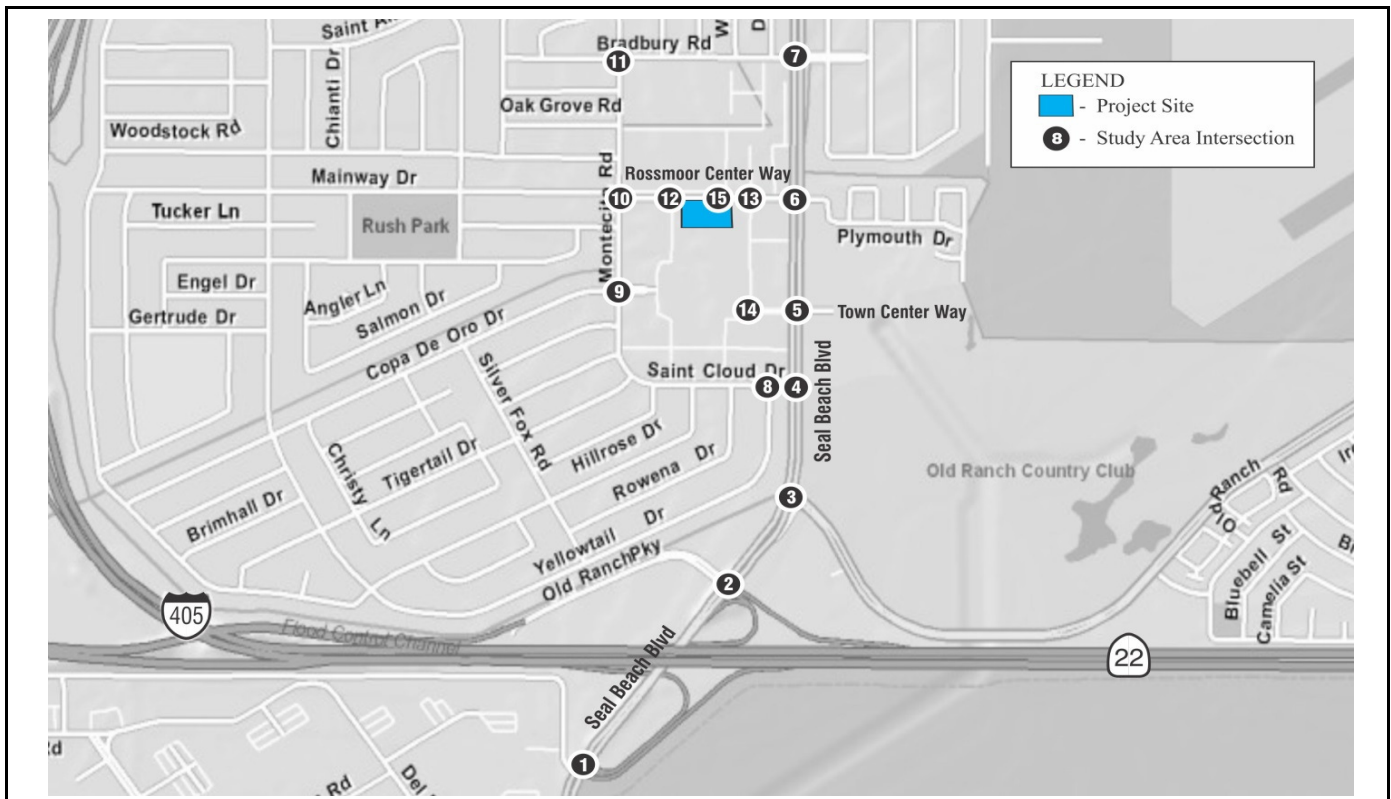 Saint
Bradbury Rd
11
7
LEGEND
- Project Site
8 - Study Area Intersection
Chianti Dr
Oak Grove Rd
Woodstock Rd
Mainway Dr
Montecito Rd
Rossmoor Center Way
10
12
15
13
6
Tucker Ln
Rush Park
Plymouth Dr
Engel Dr
Angler Ln
Salmon Dr
9
Gertrude Dr
14
5
Town Center Way
Copa De Oro Dr
Silver Fox Rd
Saint Cloud Dr
8
4
Seal Beach Blvd
Christy Ln
Tigertail Dr
Hillrose Dr
Rowena Dr
Old Ranch Country Club
3
Old Ranch Rd
Brimhall Dr
Yellowtail Dr
Old Ranch Pky
2
Bluebell St
Camelia St
405
Flood Control Channel
22
Seal Beach Blvd
1
Rd
Del
Rd